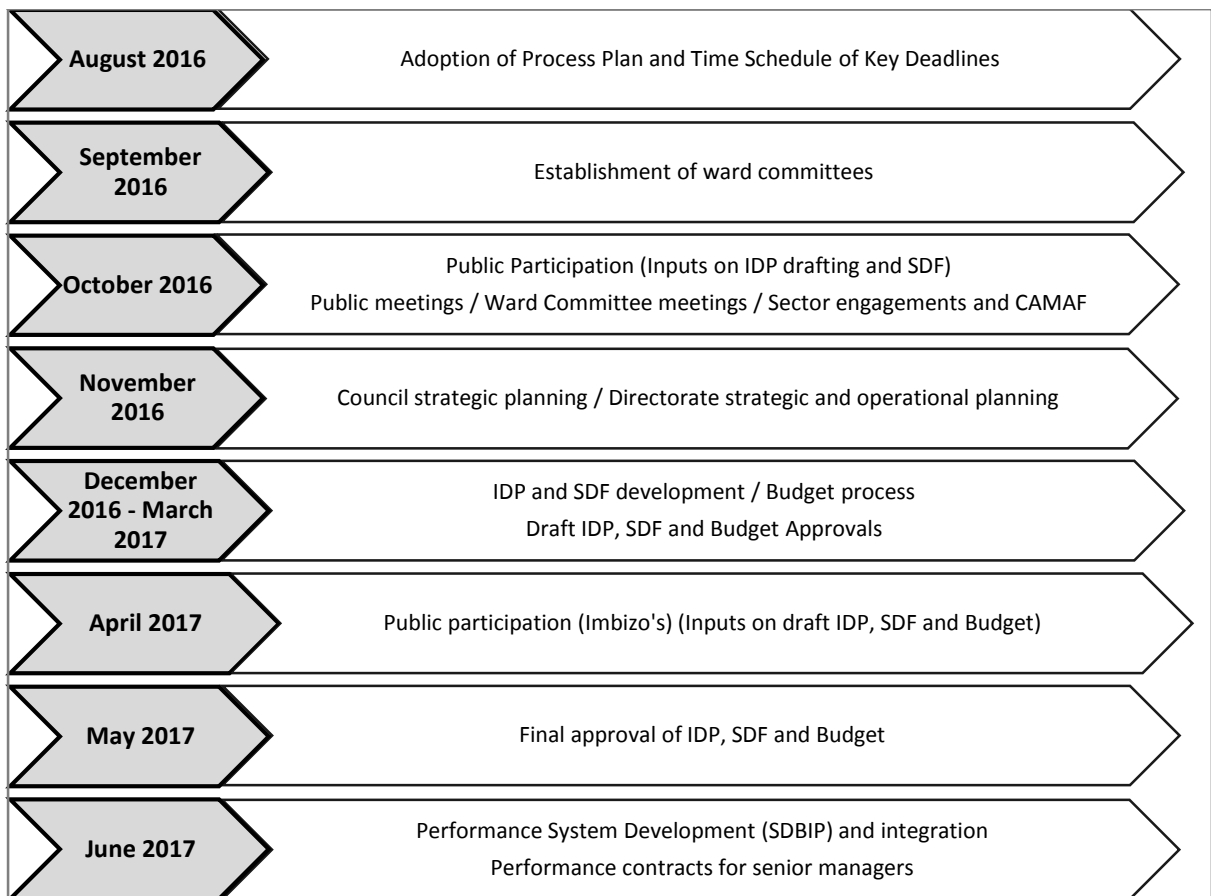 August 2016
Adoption of Process Plan and Time Schedule of Key Deadlines
September
2016
Establishment of ward committees
October 2016
Public Participation (Inputs on IDP drafting and SDF)
Public meetings / Ward Committee meetings / Sector engagements and CAMAF
November
2016
Council strategic planning / Directorate strategic and operational planning
December
2016 - March
2017
IDP and SDF development / Budget process
Draft IDP, SDF and Budget Approvals
April 2017
Public participation (Imbizo's) (Inputs on draft IDP, SDF and Budget)
May 2017
Final approval of IDP, SDF and Budget
June 2017
Performance System Development (SDBIP) and integration
Performance contracts for senior managers